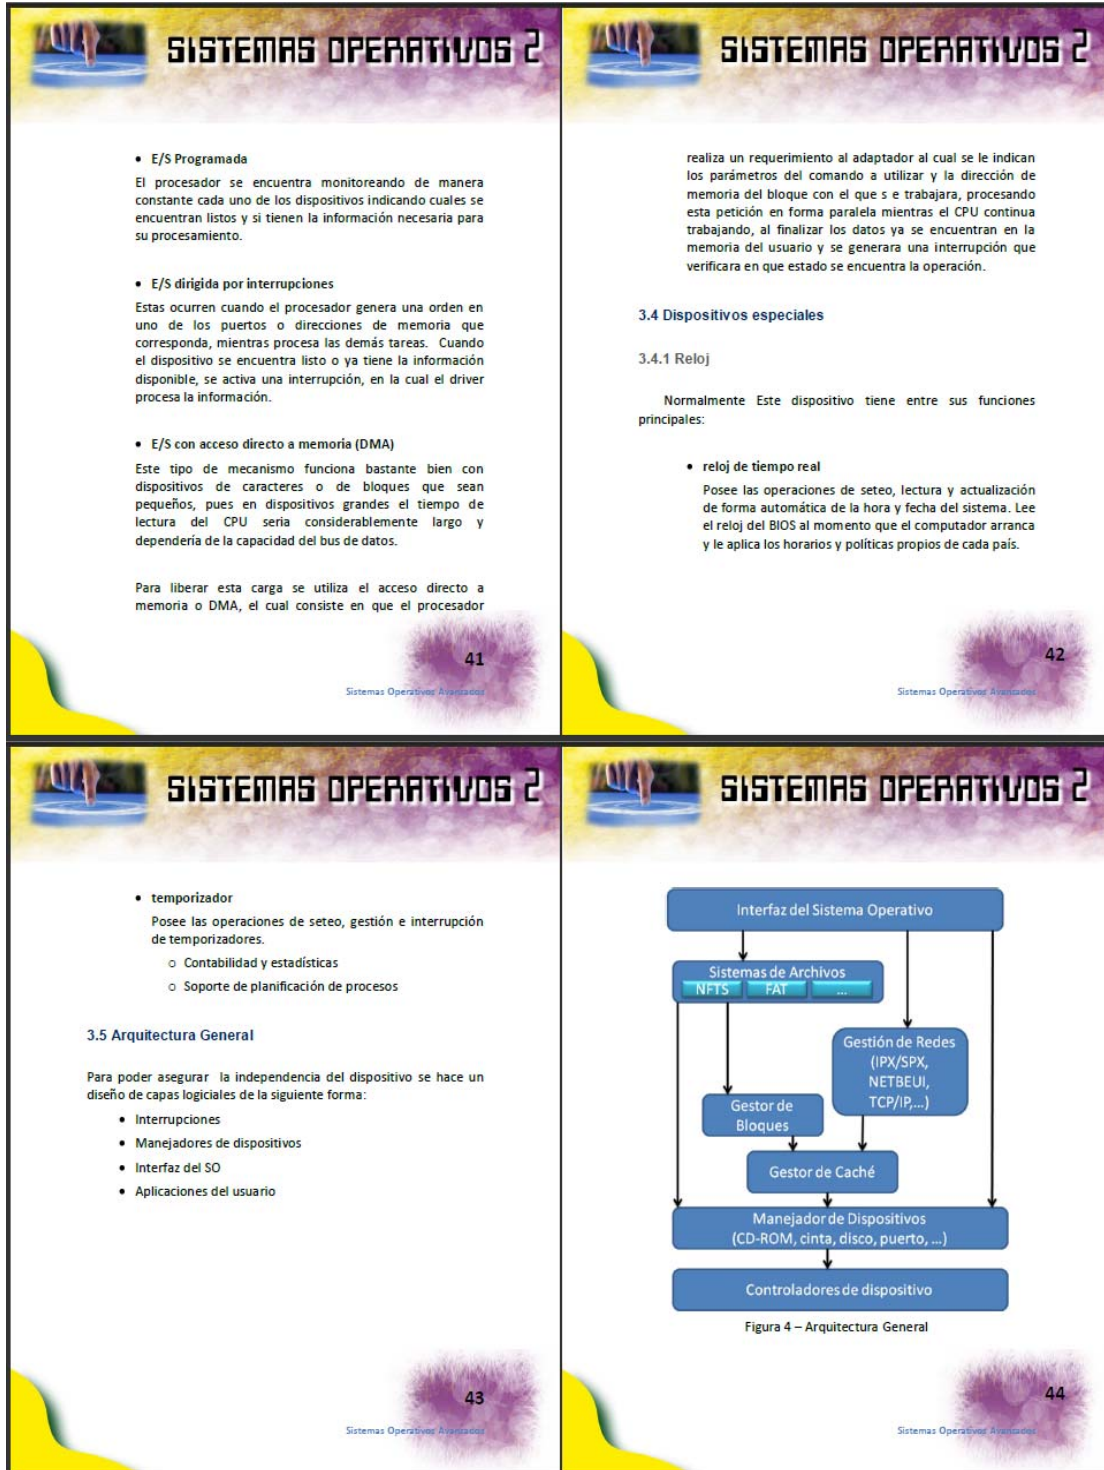 SISTEMAS OPERATIVOS 2
• E/S Programada
El procesador se encuentra monitoreando de manera
constante cada uno de los dispositivos indicando cuales se
encuentran listos y si tienen la información necesaria para
su procesamiento.
• E/S dirigida por interrupciones
Estas ocurren cuando el procesador genera una orden en
uno de los puertos o direcciones de memoria que
corresponda, mientras procesa las demás tareas. Cuando
el dispositivo se encuentra listo o ya tiene la información
disponible, se activa una interrupción, en la cual el driver
procesa la información.
• E/S con acceso directo a memoria (DMA)
Este tipo de mecanismo funciona bastante bien con
dispositivos de caracteres o de bloques que sean
pequeños, pues en dispositivos grandes el tiempo de
lectura del CPU seria considerablemente largo y
dependería de la capacidad del bus de datos.
Para liberar esta carga se utiliza el acceso directo a
memoria o DMA, el cual consiste en que el procesador
41
Sistemas Operativos Avanzados
SISTEMAS OPERATIVOS 2
realiza un requerimiento al adaptador al cual se le indican
los parámetros del comando a utilizar y la dirección de
memoria del bloque con el que s e trabajara, procesando
esta petición en forma paralela mientras el CPU continua
trabajando, al finalizar los datos ya se encuentran en la
memoria del usuario y se generara una interrupción que
verificara en que estado se encuentra la operación.
3.4 Dispositivos especiales
3.4.1 Reloj
Normalmente Este dispositivo tiene entre sus funciones
principales:
• reloj de tiempo real
Posee las operaciones de seteo, lectura y actualización
de forma automática de la hora y fecha del sistema. Lee
el reloj del BIOS al momento que el computador arranca
y le aplica los horarios y políticas propios de cada país.
42
Sistemas Operativos Avanzados
SISTEMAS OPERATIVOS 2
• temporizador
Posee las operaciones de seteo, gestión e interrupción
de temporizadores.
o Contabilidad y estadísticas
o Soporte de planificación de procesos
3.5 Arquitectura General
Para poder asegurar la independencia del dispositivo se hace un
diseño de capas logiciales de la siguiente forma:
• Interrupciones
• Manejadores de dispositivos
• Interfaz del SO
• Aplicaciones del usuario
43
Sistemas Operativos Avanzados
SISTEMAS OPERATIVOS 2
Interfaz del Sistema Operativo
Sistemas de Archivos
NFTS FAT ...
Gestión de Redes
(IPX/SPX,
NETBEUI,
TCP/IP,...)
Gestor de
Bloques
Gestor de Caché
Manejador de Dispositivos
(CD-ROM, cinta, disco, puerto, ...)
Controladores de dispositivo
Figura 4 – Arquitectura General
44
Sistemas Operativos Avanzados